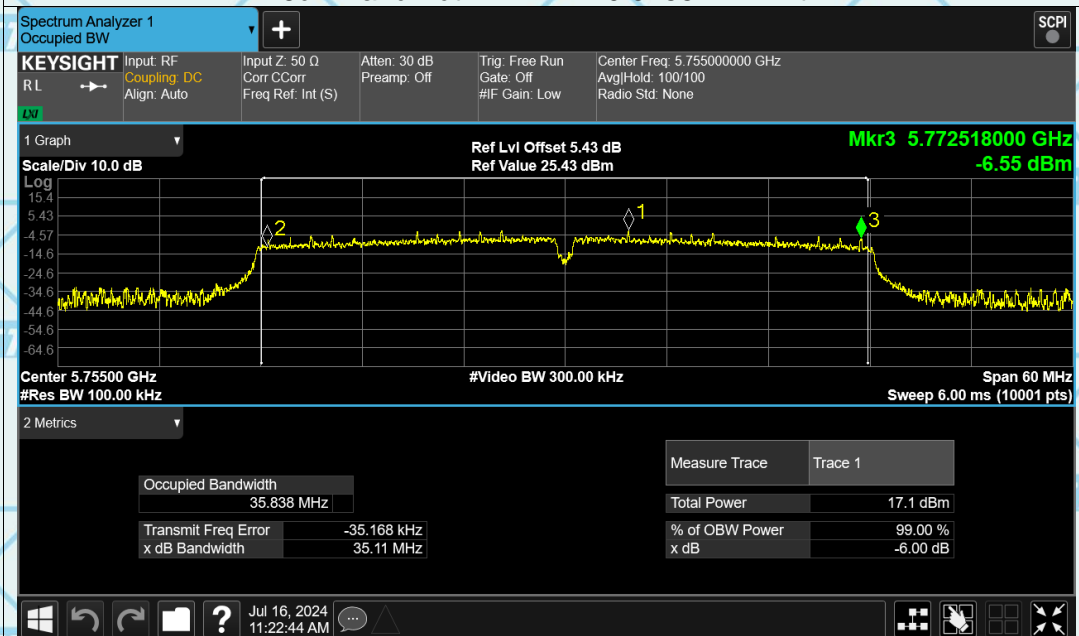 Spectrum Analyzer 1
Occupied BW
+
SCPI
KEYSIGHT
R L
LXI
Input: RF
Coupling: DC
Align: Auto
Input Z: 50 Ω
Corr CCorr
Freq Ref: Int (S)
Atten: 30 dB
Preamp: Off
Trig: Free Run
Gate: Off
#IF Gain: Low
Center Freq: 5.755000000 GHz
Avg|Hold: 100/100
Radio Std: None
1 Graph
Scale/Div 10.0 dB
Ref Lvl Offset 5.43 dB
Ref Value 25.43 dBm
Mkr3 5.772518000 GHz
-6.55 dBm
Log
15.4
5.43
-4.57
-14.6
-24.6
-34.6
-44.6
-54.6
-64.6
2
1
3
Center 5.75500 GHz
#Res BW 100.00 kHz
#Video BW 300.00 kHz
Span 60 MHz
Sweep 6.00 ms (10001 pts)
2 Metrics
Occupied Bandwidth
35.838 MHz
Transmit Freq Error -35.168 kHz
x dB Bandwidth 35.11 MHz
Measure Trace Trace 1
Total Power 17.1 dBm
% of OBW Power 99.00 %
x dB -6.00 dB
?
Jul 16, 2024
11:22:44 AM